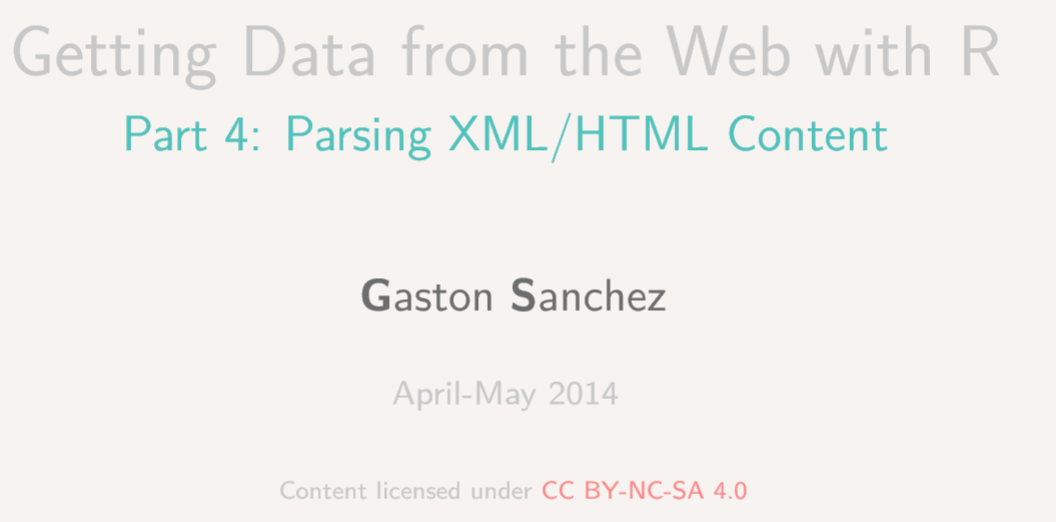 Getting Data from the Web with R
Part 4: Parsing XML/HTML Content
Gaston Sanchez
April-May 2014
Content licensed under CC BY-NC-SA 4.0